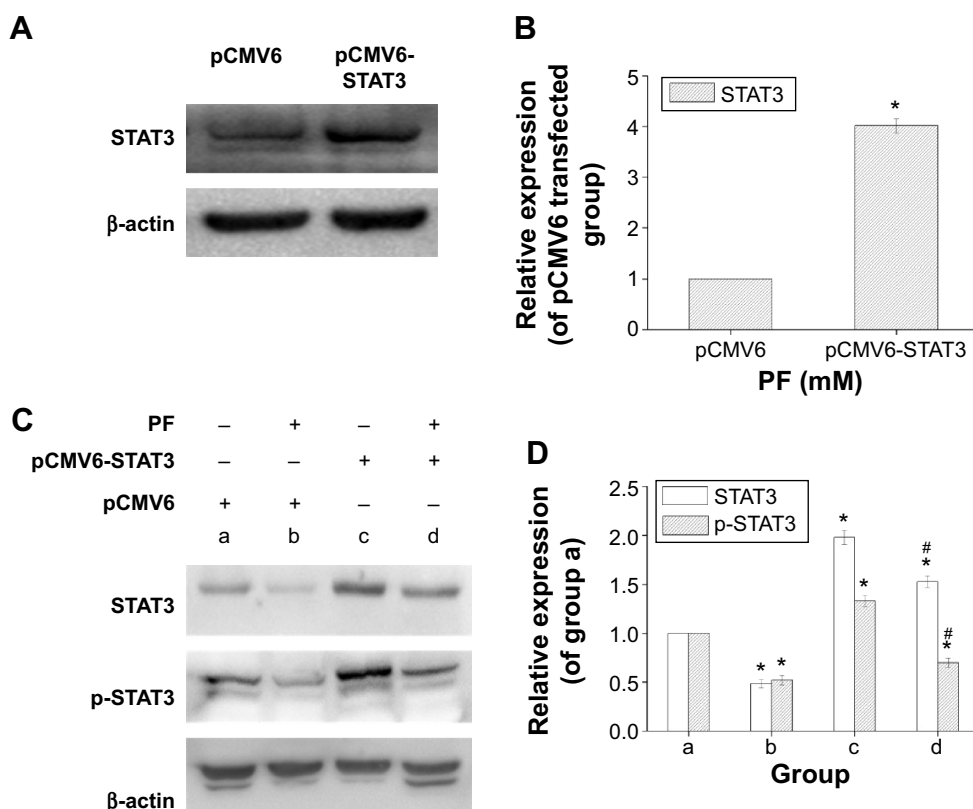 A
pCMV6 pCMV6-STAT3
STAT3
β-actin
B
Relative expression
(of pCMV6 transfected
group)
5
4
3
2
1
0
STAT3
*
pCMV6 pCMV6-STAT3
PF (mM)
C
PF – + – +
pCMV6-STAT3 – – + +
pCMV6 + + – –
a b c d
STAT3
p-STAT3
β-actin
D
Relative expression
(of group a)
2.5
2.0
1.5
1.0
0.5
0.0
STAT3
p-STAT3
* * * * # * # *
a b c d
Group